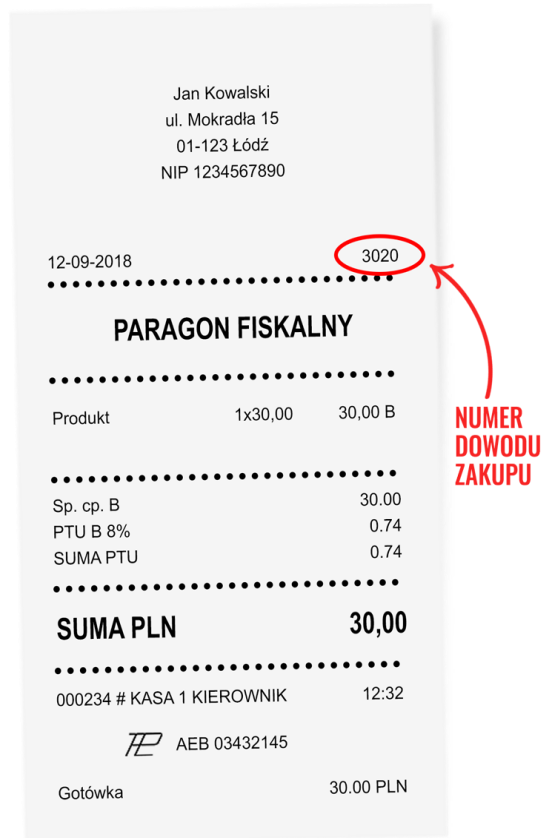 Jan Kowalski
ul. Mokradła 15
01-123 Łódź
NIP 1234567890
12-09-2018 3020
PARAGON FISKALNY
Produkt 1x30,00 30,00 B
NUMER
DOWODU
ZAKUPU
Sp. cp. B 30.00
PTU B 8% 0.74
SUMA PTU 0.74
SUMA PLN 30,00
000234 # KASA 1 KIEROWNIK 12:32
AEB 03432145
Gotówka 30.00 PLN